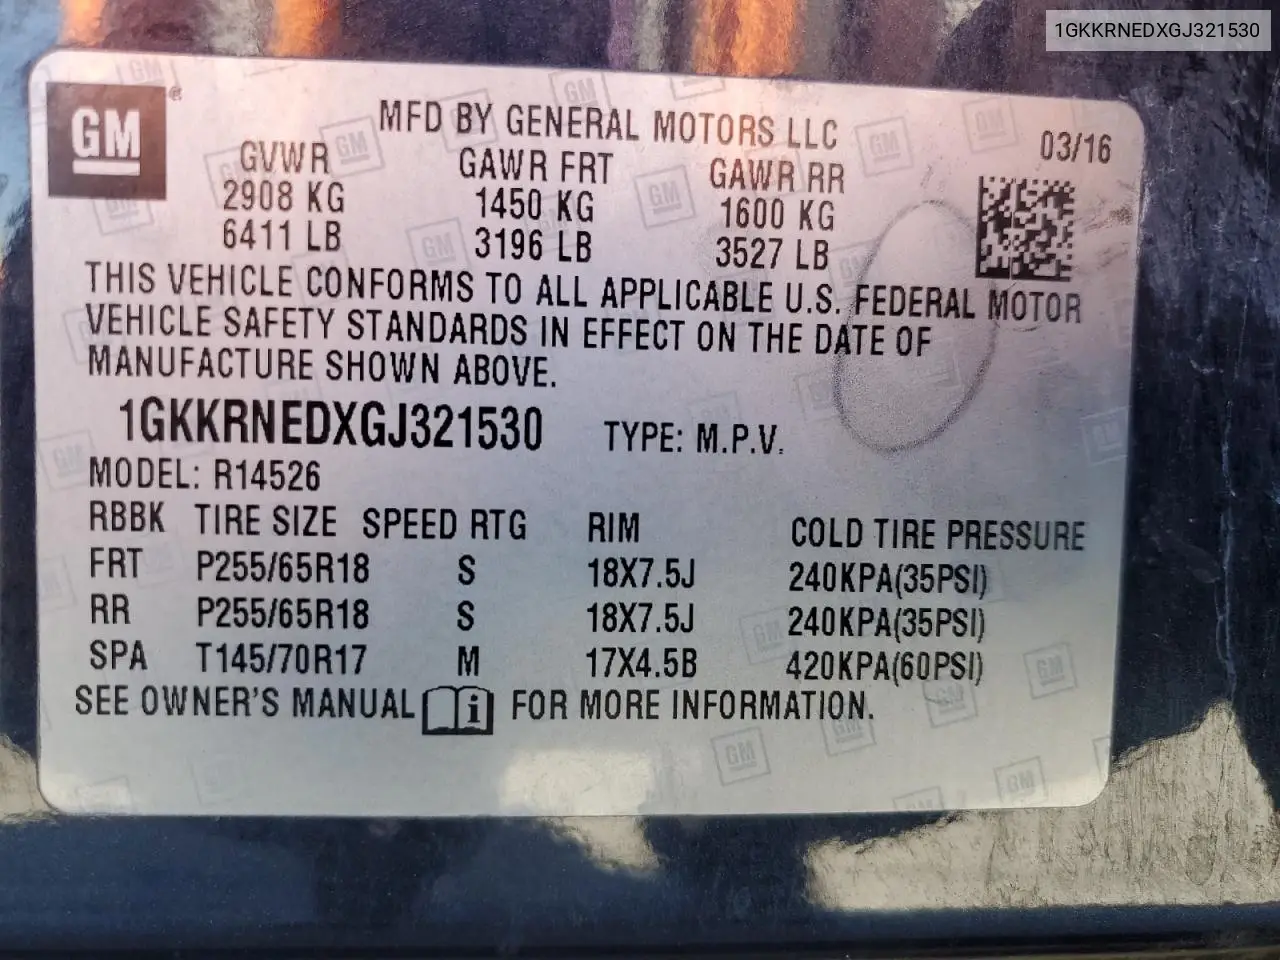 1GKKRNEDXGJ321530
GM®
MFD BY GENERAL MOTORS LLC
03/16
GVWR GAWR FRT GAWR RR
2908 KG 1450 KG 1600 KG
6411 LB 3196 LB 3527 LB
THIS VEHICLE CONFORMS TO ALL APPLICABLE U.S. FEDERAL MOTOR
VEHICLE SAFETY STANDARDS IN EFFECT ON THE DATE OF
MANUFACTURE SHOWN ABOVE.
1GKKRNEDXGJ321530 TYPE: M.P.V.
MODEL: R14526
RBBK TIRE SIZE SPEED RTG RIM COLD TIRE PRESSURE
FRT P255/65R18 S 18X7.5J 240KPA(35PSI)
RR P255/65R18 S 18X7.5J 240KPA(35PSI)
SPA T145/70R17 M 17X4.5B 420KPA(60PSI)
SEE OWNER'S MANUAL i FOR MORE INFORMATION.